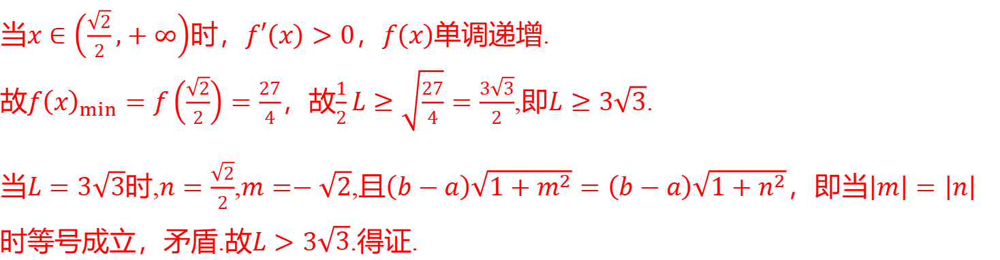 当$x \in \left(\frac{\sqrt{2}}{2}, +\infty\right)$时，$f'(x) > 0$，$f(x)$单调递增.
故$f(x)_{\min} = f\left(\frac{\sqrt{2}}{2}\right) = \frac{27}{4}$，故$\frac{1}{2}L \geq \sqrt{\frac{27}{4}} = \frac{3\sqrt{3}}{2}$,即$L \geq 3\sqrt{3}$.
当$L = 3\sqrt{3}$时,$n = \frac{\sqrt{2}}{2}$,$m = -\sqrt{2}$,且$(b-a)\sqrt{1+m^2} = (b-a)\sqrt{1+n^2}$，即当$|m| = |n|$
时等号成立，矛盾.故$L > 3\sqrt{3}$.得证.